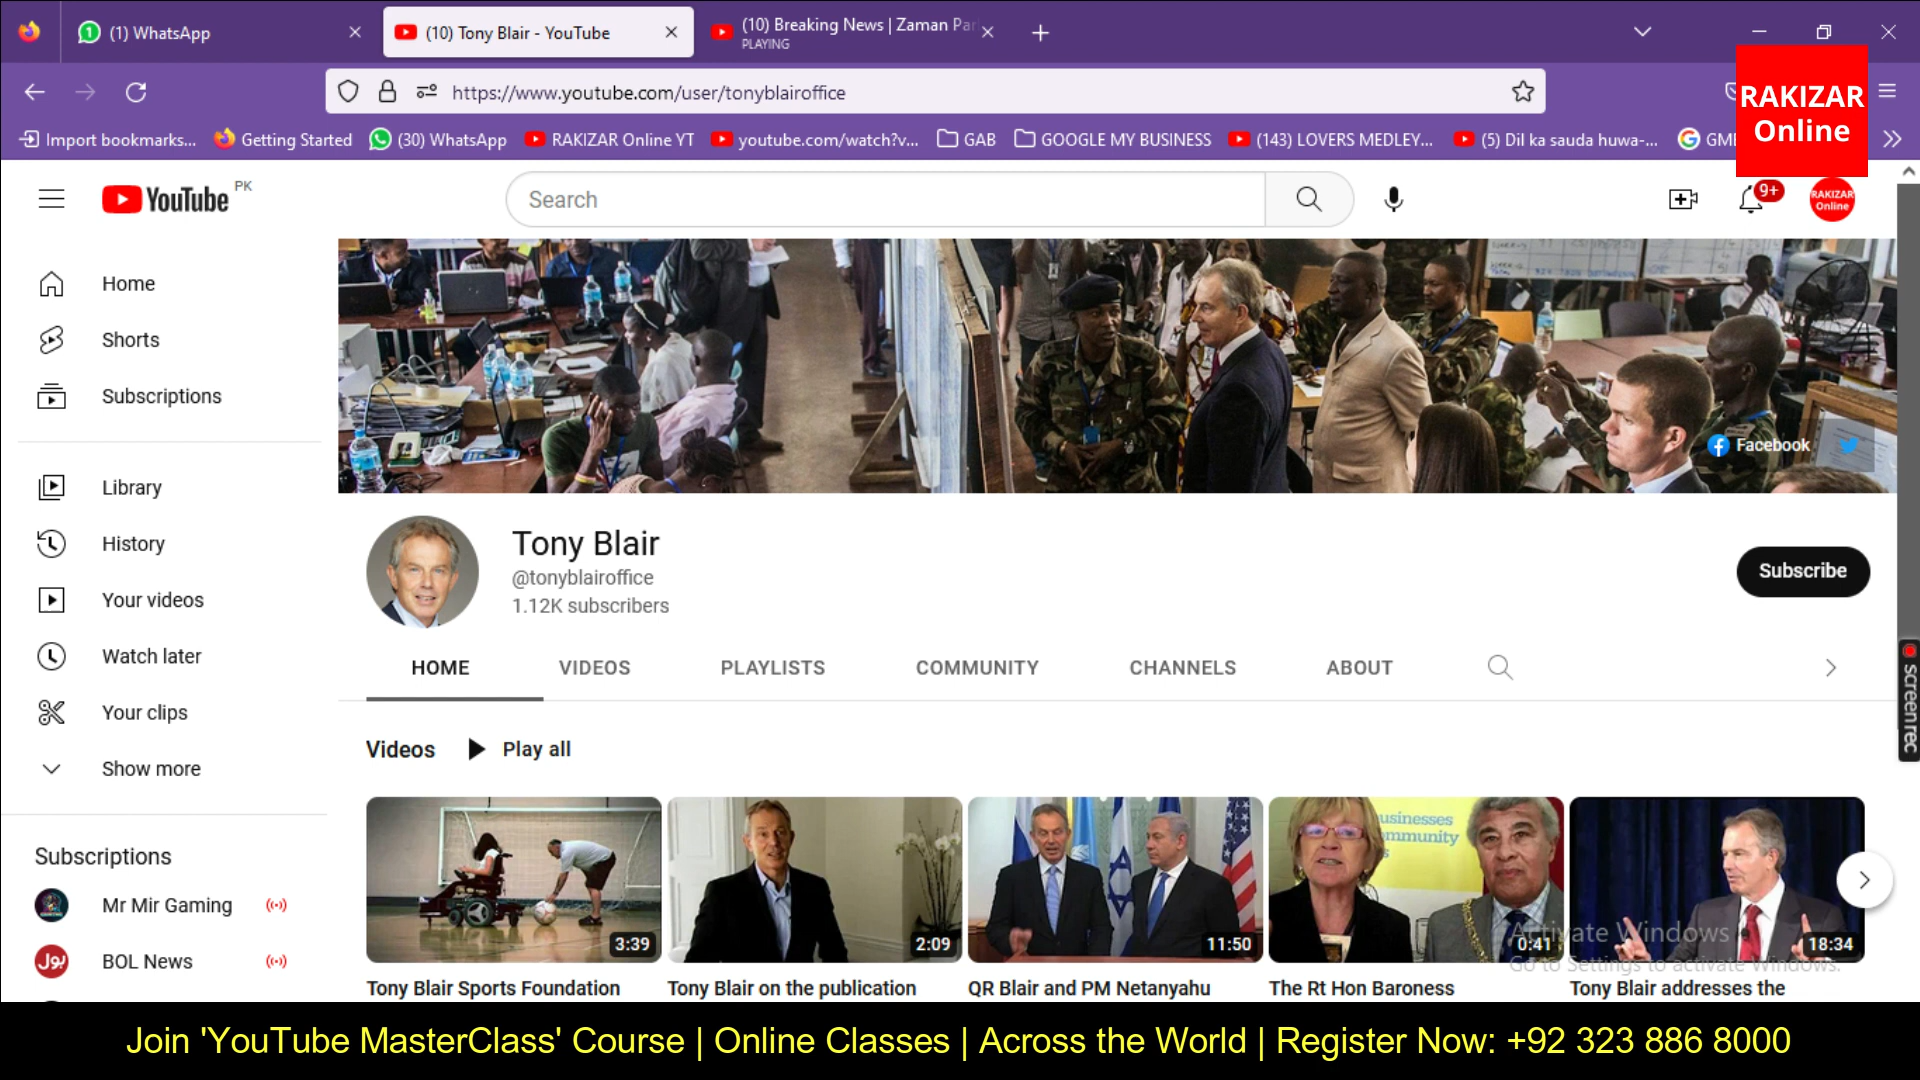 1
(1) WhatsApp
(10) Tony Blair - YouTube
(10) Breaking News | Zaman Par
PLAYING
https://www.youtube.com/user/tonyblairoffice
RAKIZAR
Online
Import bookmarks...
Getting Started
(30) WhatsApp
RAKIZAR Online YT
youtube.com/watch?v...
GAB
GOOGLE MY BUSINESS
(143) LOVERS MEDLEY...
(5) Dil ka sauda huwa-...
YouTube PK
Search
9+
RAKIZAR
Online
Home
Shorts
Subscriptions
Library
History
Your videos
Watch later
Your clips
Show more
Subscriptions
Mr Mir Gaming
بول
BOL News
Facebook
Tony Blair
@tonyblairoffice
1.12K subscribers
Subscribe
HOME
VIDEOS
PLAYLISTS
COMMUNITY
CHANNELS
ABOUT
screenrec
Videos
Play all
usinesses
mmunity
s
3:39
2:09
11:50
0:41
18:34
Activate Windows
Go to Settings to activate Windows.
Tony Blair Sports Foundation
Tony Blair on the publication
QR Blair and PM Netanyahu
The Rt Hon Baroness
Tony Blair addresses the
Join 'YouTube MasterClass' Course | Online Classes | Across the World | Register Now: +92 323 886 8000